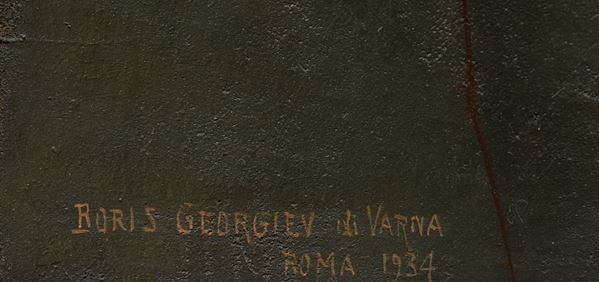 BORIS GEORGIEV di VARNA
ROMA 1934